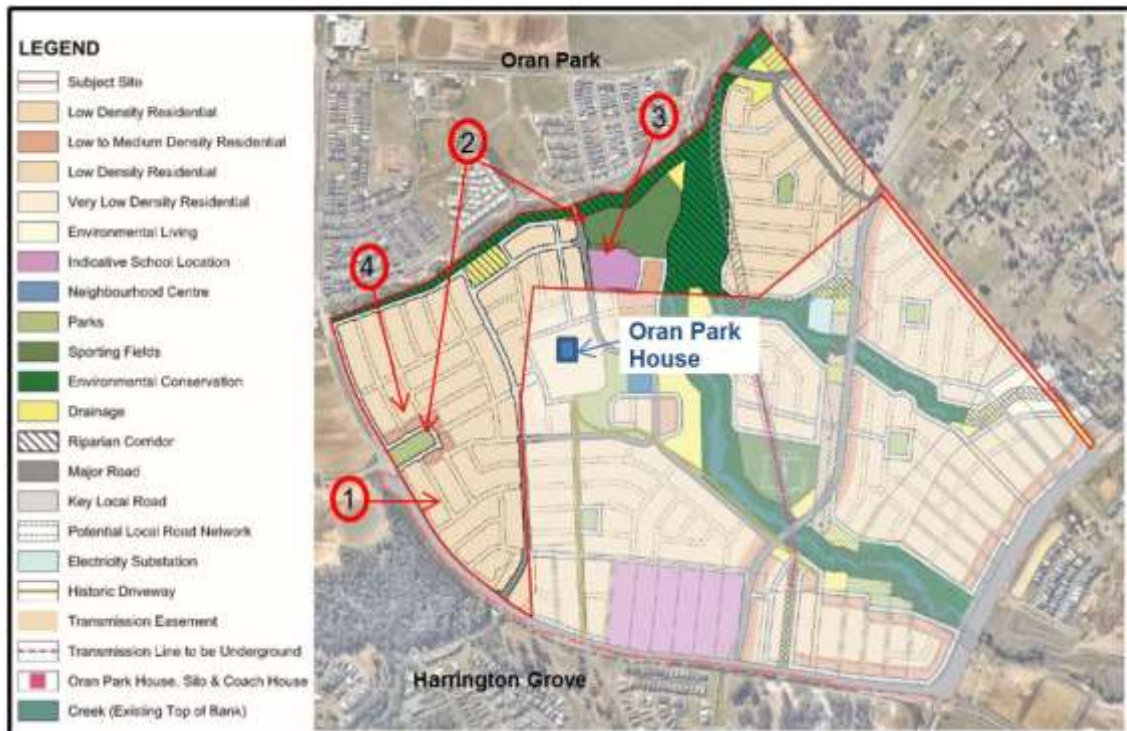 LEGEND
Subject Site
Low Density Residential
Low to Medium Density Residential
Low Density Residential
Very Low Density Residential
Environmental Living
Indicative School Location
Neighbourhood Centre
Parks
Sporting Fields
Environmental Conservation
Drainage
Riparian Corridor
Major Road
Key Local Road
Potential Local Road Network
Electricity Substation
Historic Driveway
Transmission Easement
Transmission Line to be Underground
Oran Park House, Silo & Coach House
Creek (Existing Top of Bank)
Oran Park
3
2
4
Oran Park
House
1
Harrington Grove